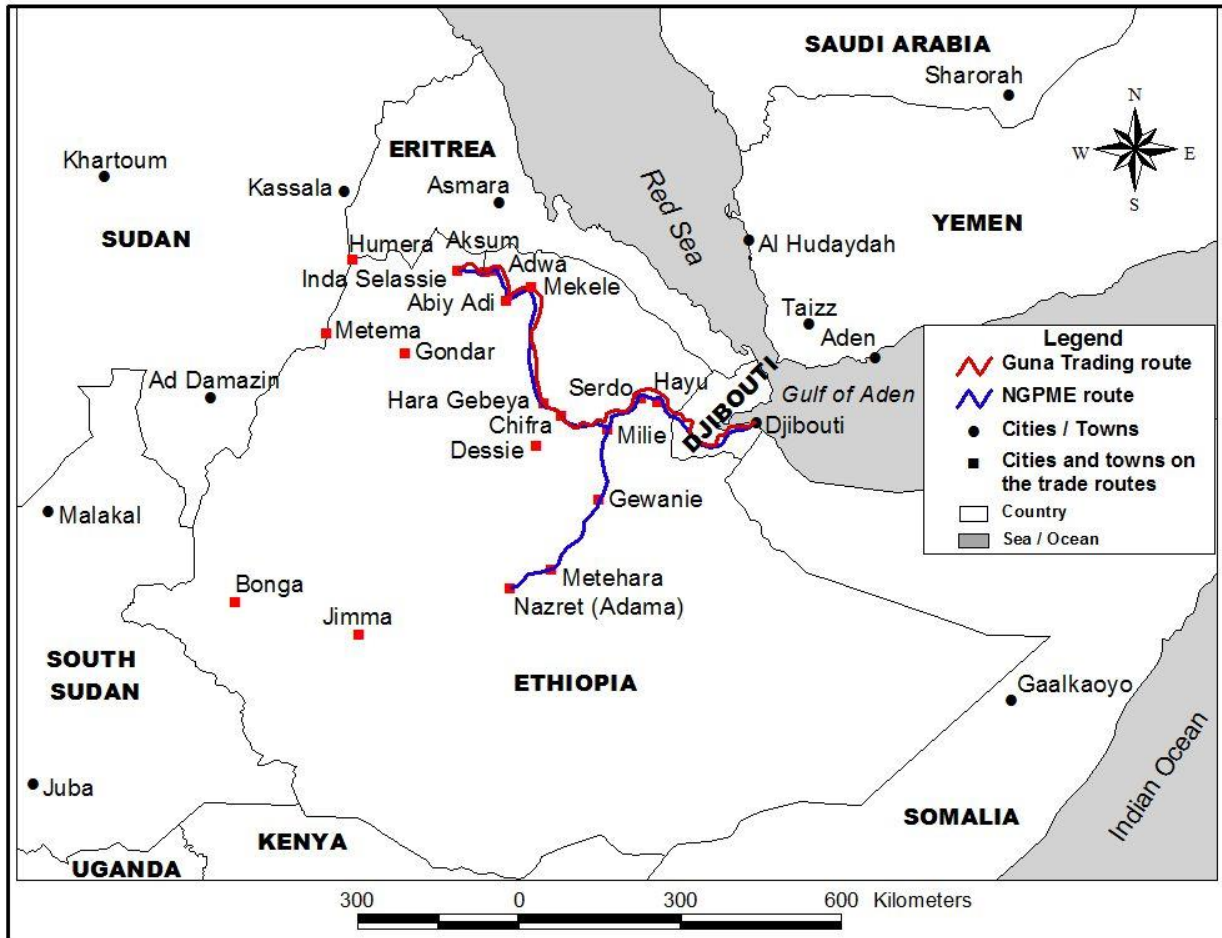 SAUDI ARABIA
Sharorah
N
W
E
S
ERITREA
Khartoum
Kassala
Asmara
Red Sea
SUDAN
YEMEN
Al Hudaydah
Humera
Aksum
Adwa
Inda Selassie
Mekele
Abiy Adi
Taizz
Metema
Aden
Gondar
Legend
Guna Trading route
NGPME route
Cities / Towns
Cities and towns on
the trade routes
Country
Sea / Ocean
Ad Damazin
Serdo
Hayu
DJIBOUTI
Gulf of Aden
Hara Gebeya
Chifra
Milie
Djibouti
Dessie
Gewanie
Malakal
Metehara
Bonga
Nazret (Adama)
Jimma
SOUTH
SUDAN
ETHIOPIA
Gaalkaoyo
Indian Ocean
Juba
SOMALIA
KENYA
UGANDA
300
0
300
600
Kilometers